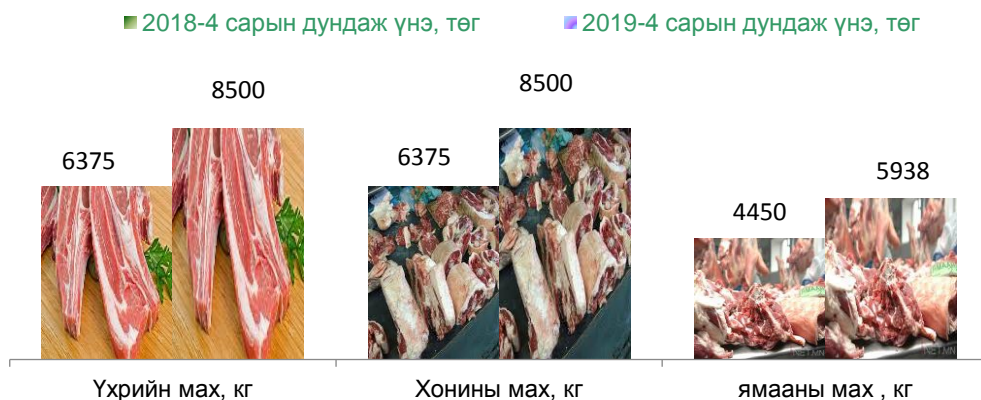 2018-4 сарын дундаж үнэ, төг
2019-4 сарын дундаж үнэ, төг
6375
8500
6375
8500
4450
5938
Үхрийн мах, кг
Хонины мах, кг
ямааны мах , кг